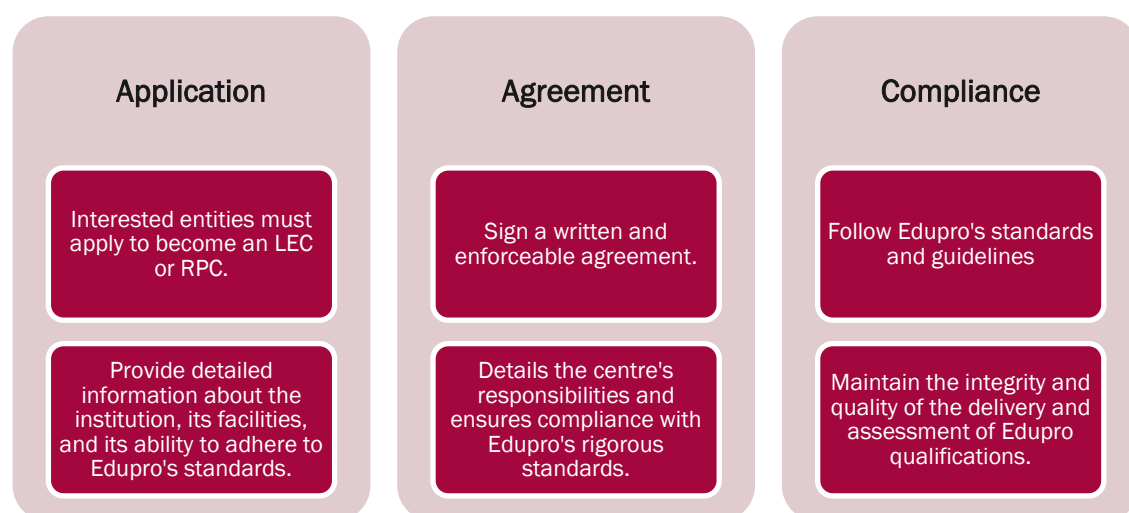 Application
Interested entities must
apply to become an LEC
or RPC.
Provide detailed
information about the
institution, its facilities,
and its ability to adhere to
Edupro's standards.
Agreement
Sign a written and
enforceable agreement.
Details the centre's
responsibilities and
ensures compliance with
Edupro's rigorous
standards.
Compliance
Follow Edupro's standards
and guidelines
Maintain the integrity and
quality of the delivery and
assessment of Edupro
qualifications.